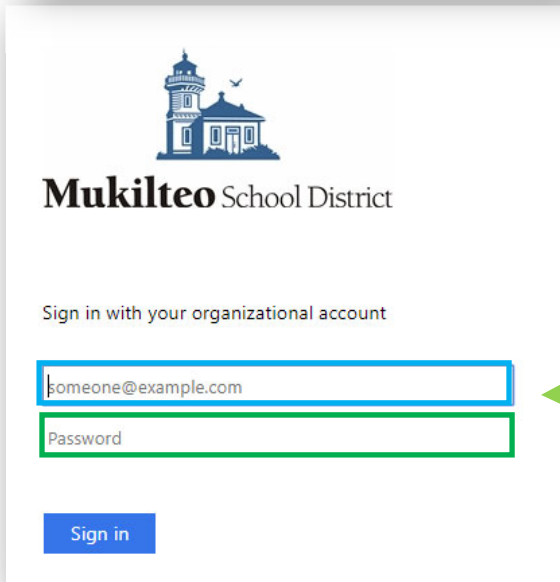 Mukilteo School District
Sign in with your organizational account
someone@example.com
Password
Sign in